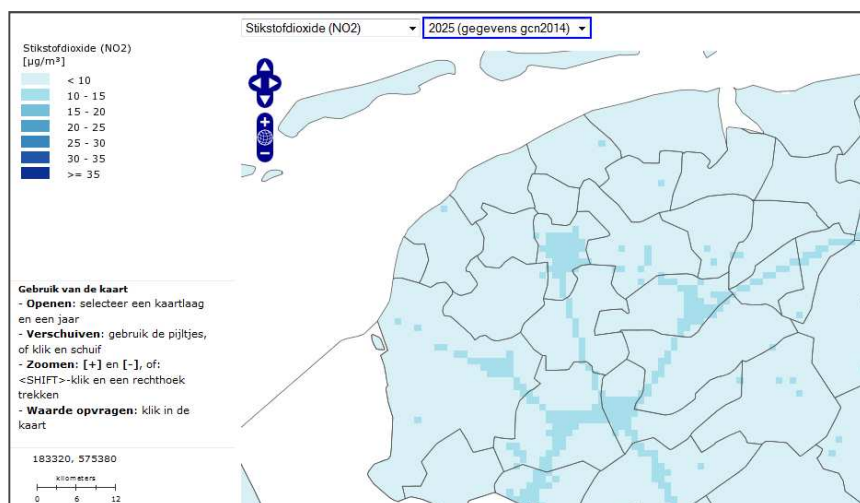 Stikstofdioxide (NO2)
2025 (gegevens gcn2014)
Stikstofdioxide (NO2)
[µg/m³]
< 10
10 - 15
15 - 20
20 - 25
25 - 30
30 - 35
>= 35
Gebruik van de kaart
- Openen: selecteer een kaartlaag
en een jaar
- Verschuiven: gebruik de pijltjes,
of klik en schuif
- Zoomen: [+] en [-], of:
<SHIFT>-klik en een rechthoek
trekken
- Waarde opvragen: klik in de
kaart
183320, 575380
kilometers
0 6 12